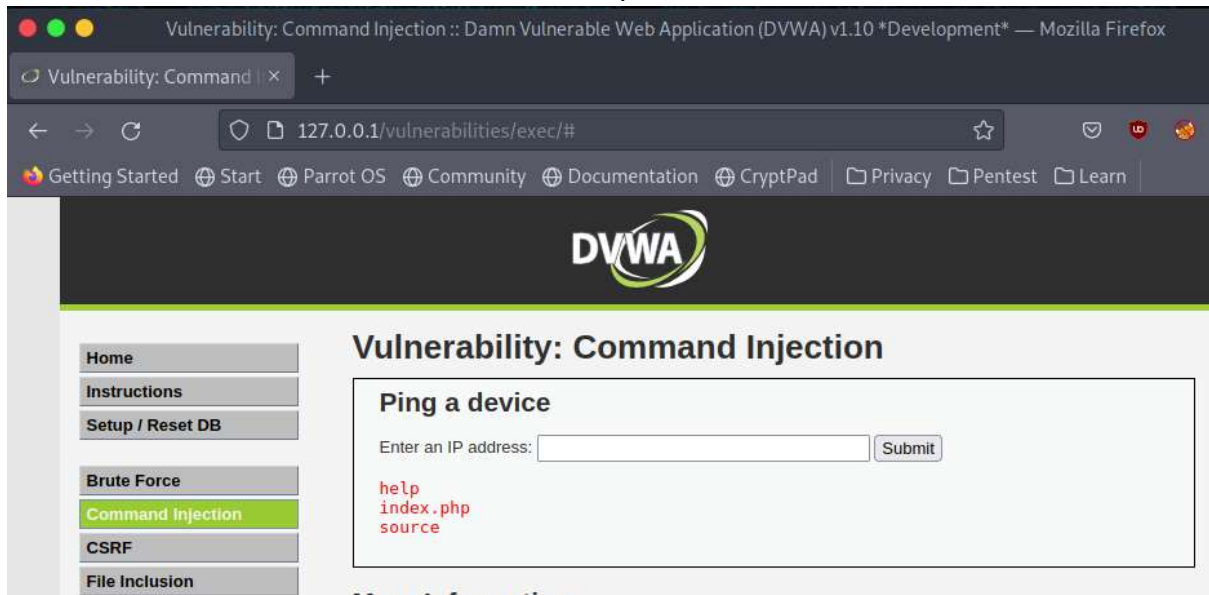 Vulnerability: Command Injection :: Damn Vulnerable Web Application (DVWA) v1.10 *Development* — Mozilla Firefox
Vulnerability: Command I
127.0.0.1/vulnerabilities/exec/#
Getting Started Start Parrot OS Community Documentation CryptPad Privacy Pentest Learn
DVWA
Home
Instructions
Setup / Reset DB
Brute Force
Command Injection
CSRF
File Inclusion
Vulnerability: Command Injection
Ping a device
Enter an IP address: Submit
help
index.php
source